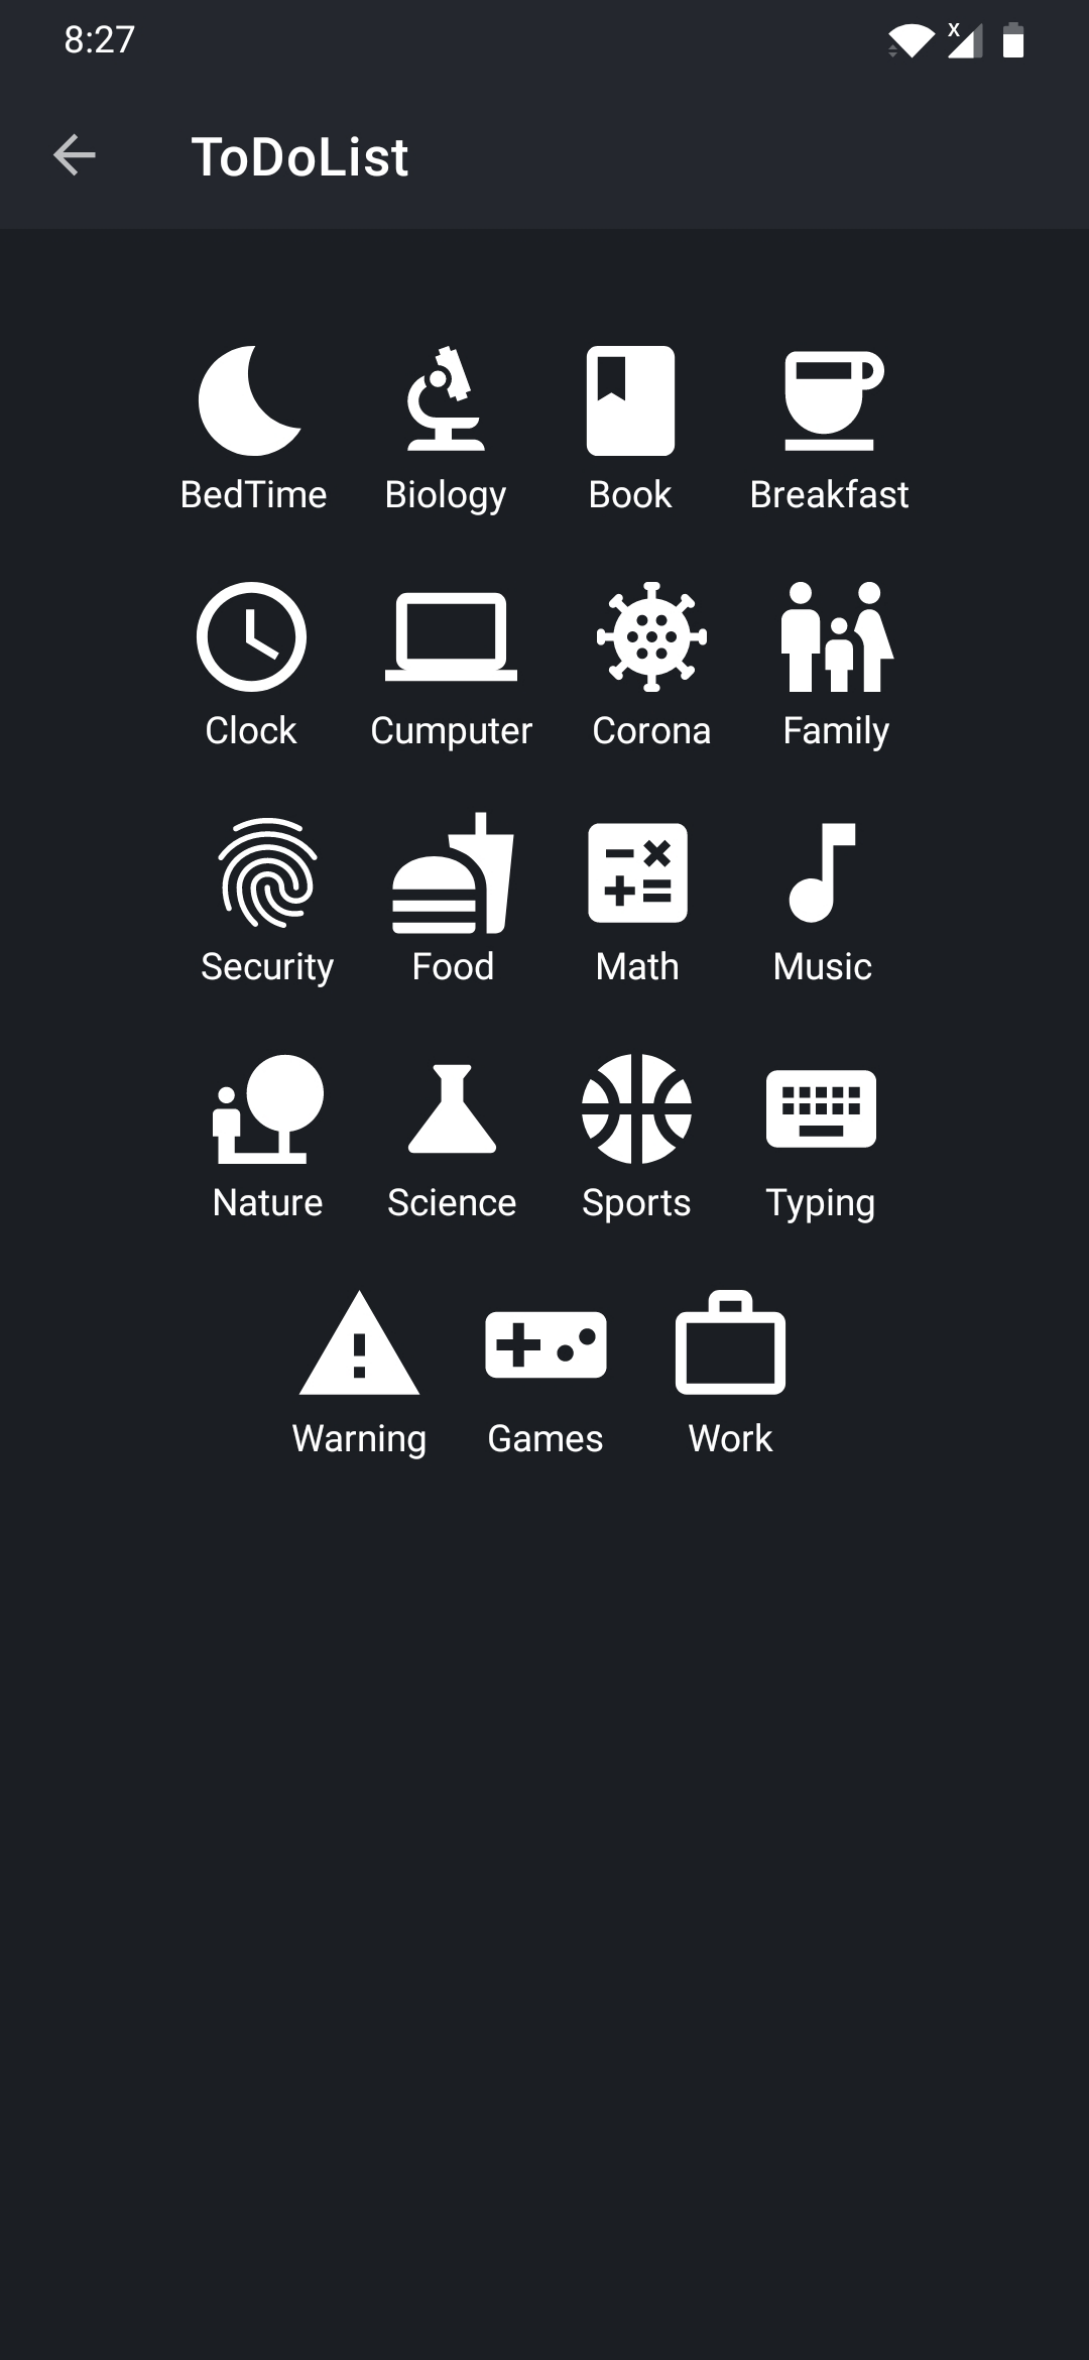 8:27
ToDoList
BedTime Biology Book Breakfast
Clock Cumputer Corona Family
Security Food Math Music
Nature Science Sports Typing
Warning Games Work